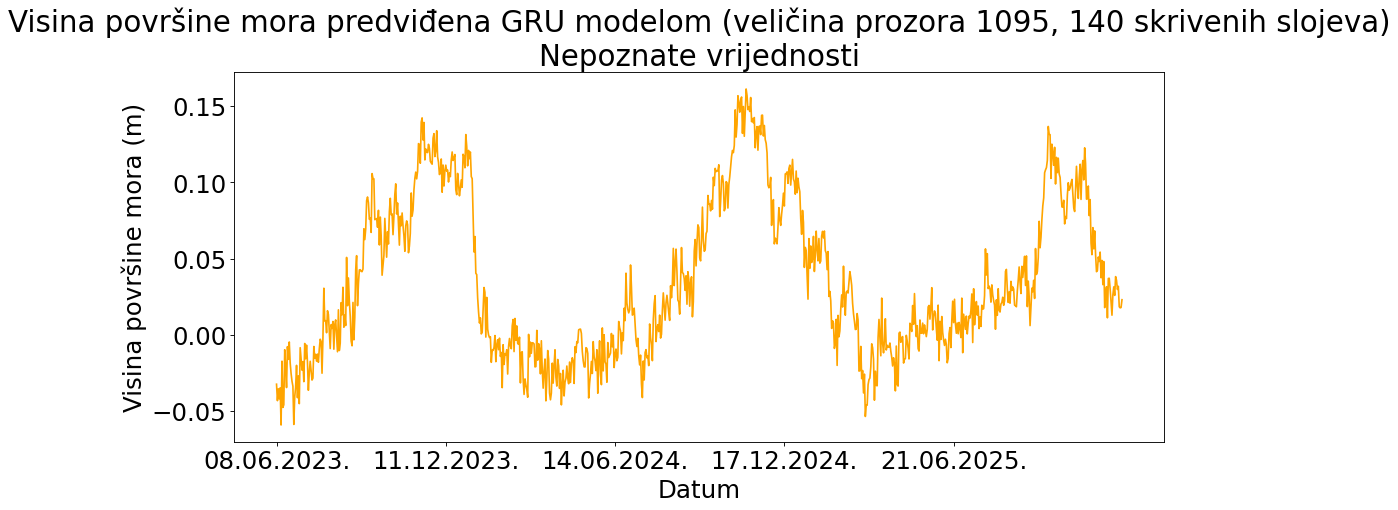 Visina površine mora predviđena GRU modelom (veličina prozora 1095, 140 skrivenih slojeva)
Nepoznate vrijednosti
Visina površine mora (m)
0.15
0.10
0.05
0.00
−0.05
08.06.2023. 11.12.2023. 14.06.2024. 17.12.2024. 21.06.2025.
Datum